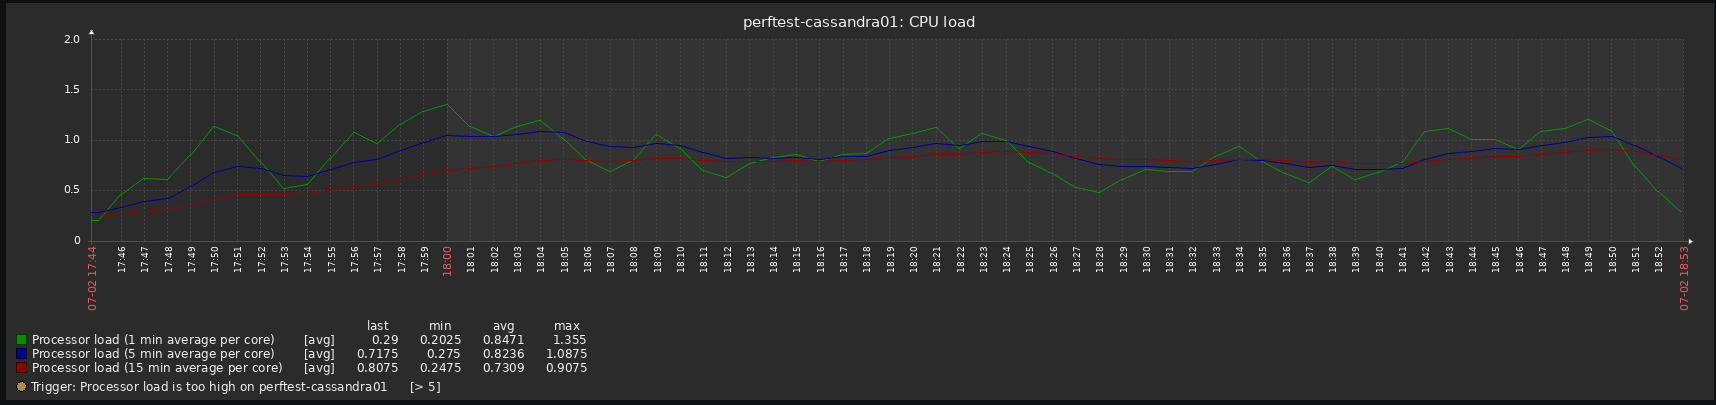 perftest-cassandra01: CPU load
2.0
1.5
1.0
0.5
0
07-02 17:44 17:46 17:47 17:48 17:49 17:50 17:51 17:52 17:53 17:54 17:55 17:56 17:57 17:58 17:59 18:00 18:01 18:02 18:03 18:04 18:05 18:06 18:07 18:08 18:09 18:10 18:11 18:12 18:13 18:14 18:15 18:16 18:17 18:18 18:19 18:20 18:21 18:22 18:23 18:24 18:25 18:26 18:27 18:28 18:29 18:30 18:31 18:32 18:33 18:34 18:35 18:36 18:37 18:38 18:39 18:40 18:41 18:42 18:43 18:44 18:45 18:46 18:47 18:48 18:49 18:50 18:51 18:52 07-02 18:53
last min avg max
Processor load (1 min average per core) [avg] 0.29 0.2025 0.8471 1.355
Processor load (5 min average per core) [avg] 0.7175 0.275 0.8236 1.0875
Processor load (15 min average per core) [avg] 0.8075 0.2475 0.7309 0.9075
Trigger: Processor load is too high on perftest-cassandra01 [> 5]